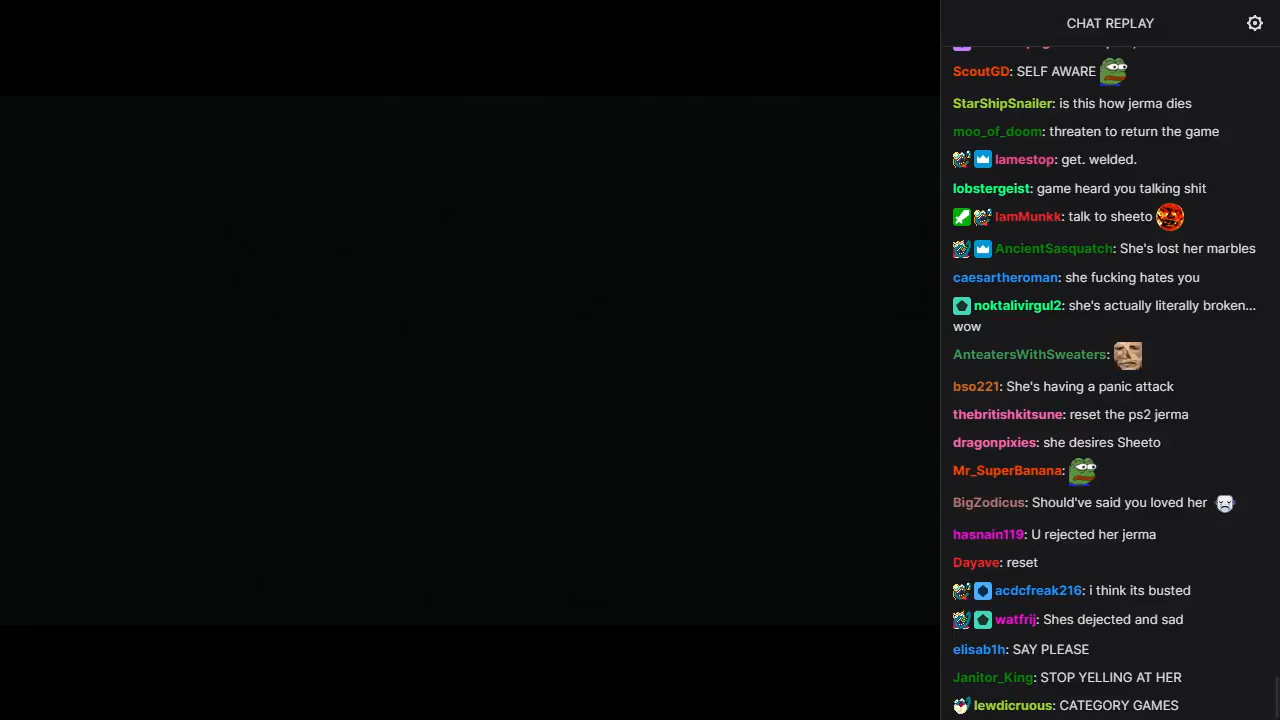 CHAT REPLAY
ScoutGD: SELF AWARE
StarShipSnailer: is this how jerma dies
moo_of_doom: threaten to return the game
lamestop: get. welded.
lobstergeist: game heard you talking shit
IamMunkk: talk to sheeto
AncientSasquatch: She's lost her marbles
caesartheroman: she fucking hates you
noktalivirgul2: she's actually literally broken...
wow
AnteatersWithSweaters:
bso221: She's having a panic attack
thebritishkitsune: reset the ps2 jerma
dragonpixies: she desires Sheeto
Mr_SuperBanana:
BigZodicus: Should've said you loved her
hasnain119: U rejected her jerma
Dayave: reset
acdcfreak216: i think its busted
watfrij: Shes dejected and sad
elisab1h: SAY PLEASE
Janitor_King: STOP YELLING AT HER
lewdicruous: CATEGORY GAMES